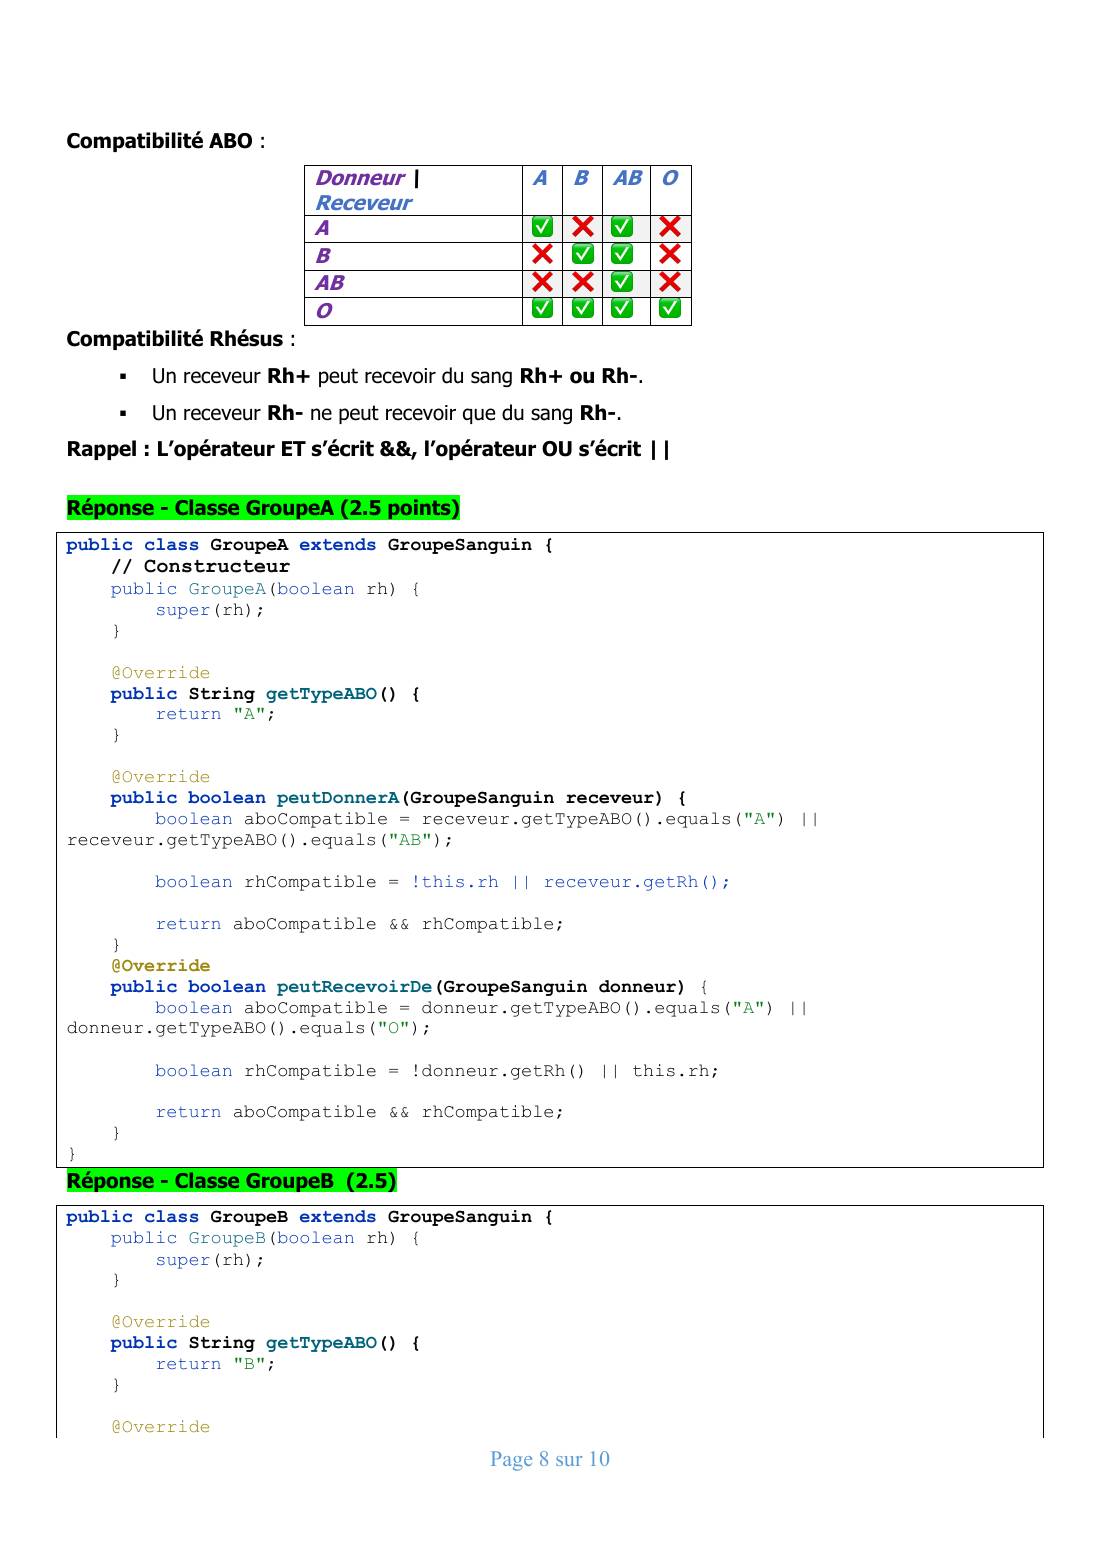 Compatibilité ABO :
Donneur | A B AB O
Receveur
A ✅ ❌ ✅ ❌
B ❌ ✅ ✅ ❌
AB ❌ ❌ ✅ ❌
O ✅ ✅ ✅ ✅
Compatibilité Rhésus :
▪ Un receveur Rh+ peut recevoir du sang Rh+ ou Rh-.
▪ Un receveur Rh- ne peut recevoir que du sang Rh-.
Rappel : L’opérateur ET s’écrit &&, l’opérateur OU s’écrit ||
Réponse - Classe GroupeA (2.5 points)
public class GroupeA extends GroupeSanguin {
    // Constructeur
    public GroupeA(boolean rh) {
        super(rh);
    }
    @Override
    public String getTypeABO() {
        return "A";
    }
    @Override
    public boolean peutDonnerA(GroupeSanguin receveur) {
        boolean aboCompatible = receveur.getTypeABO().equals("A") ||
receveur.getTypeABO().equals("AB");
        boolean rhCompatible = !this.rh || receveur.getRh();
        return aboCompatible && rhCompatible;
    }
    @Override
    public boolean peutRecevoirDe(GroupeSanguin donneur) {
        boolean aboCompatible = donneur.getTypeABO().equals("A") ||
donneur.getTypeABO().equals("O");
        boolean rhCompatible = !donneur.getRh() || this.rh;
        return aboCompatible && rhCompatible;
    }
}
Réponse - Classe GroupeB (2.5)
public class GroupeB extends GroupeSanguin {
    public GroupeB(boolean rh) {
        super(rh);
    }
    @Override
    public String getTypeABO() {
        return "B";
    }
    @Override
Page 8 sur 10